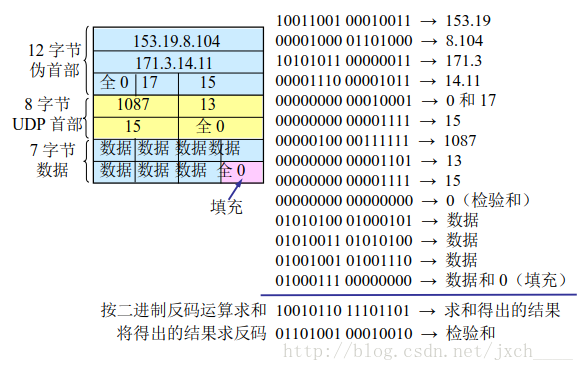 12 字节
伪首部
153.19.8.104
171.3.14.11
全 0 17 15
8 字节
UDP 首部
1087 13
15 全 0
7 字节
数据
数据 数据 数据 数据
数据 数据 数据 全 0
填充
10011001 00010011 → 153.19
00001000 01101000 → 8.104
10101011 00000011 → 171.3
00001110 00001011 → 14.11
00000000 00010001 → 0 和 17
00000000 00001111 → 15
00000100 00111111 → 1087
00000000 00001101 → 13
00000000 00001111 → 15
00000000 00000000 → 0（检验和）
01010100 01000101 → 数据
01010011 01010100 → 数据
01001001 01001110 → 数据
01000111 00000000 → 数据和 0（填充）
按二进制反码运算求和 10010110 11101101 → 求和得出的结果
将得出的结果求反码 01101001 00010010 → 检验和
http://blog.csdn.net/jxch____